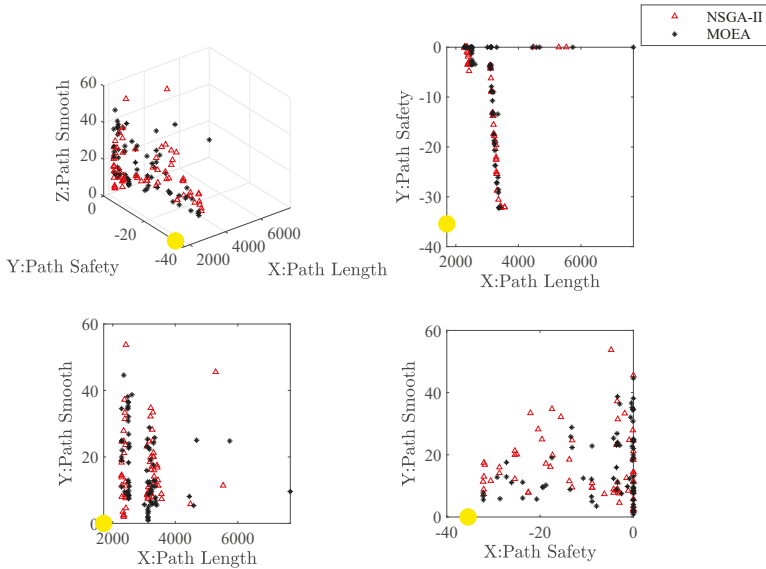 NSGA-II
MOEA
60
40
20
0
Z:Path Smooth
0
-20
-40
Y:Path Safety
2000
4000
6000
X:Path Length
0
-10
-20
-30
-40
Y:Path Safety
2000
4000
6000
X:Path Length
60
40
20
0
Y:Path Smooth
2000
4000
6000
X:Path Length
60
40
20
0
Y:Path Smooth
-40
-20
0
X:Path Safety